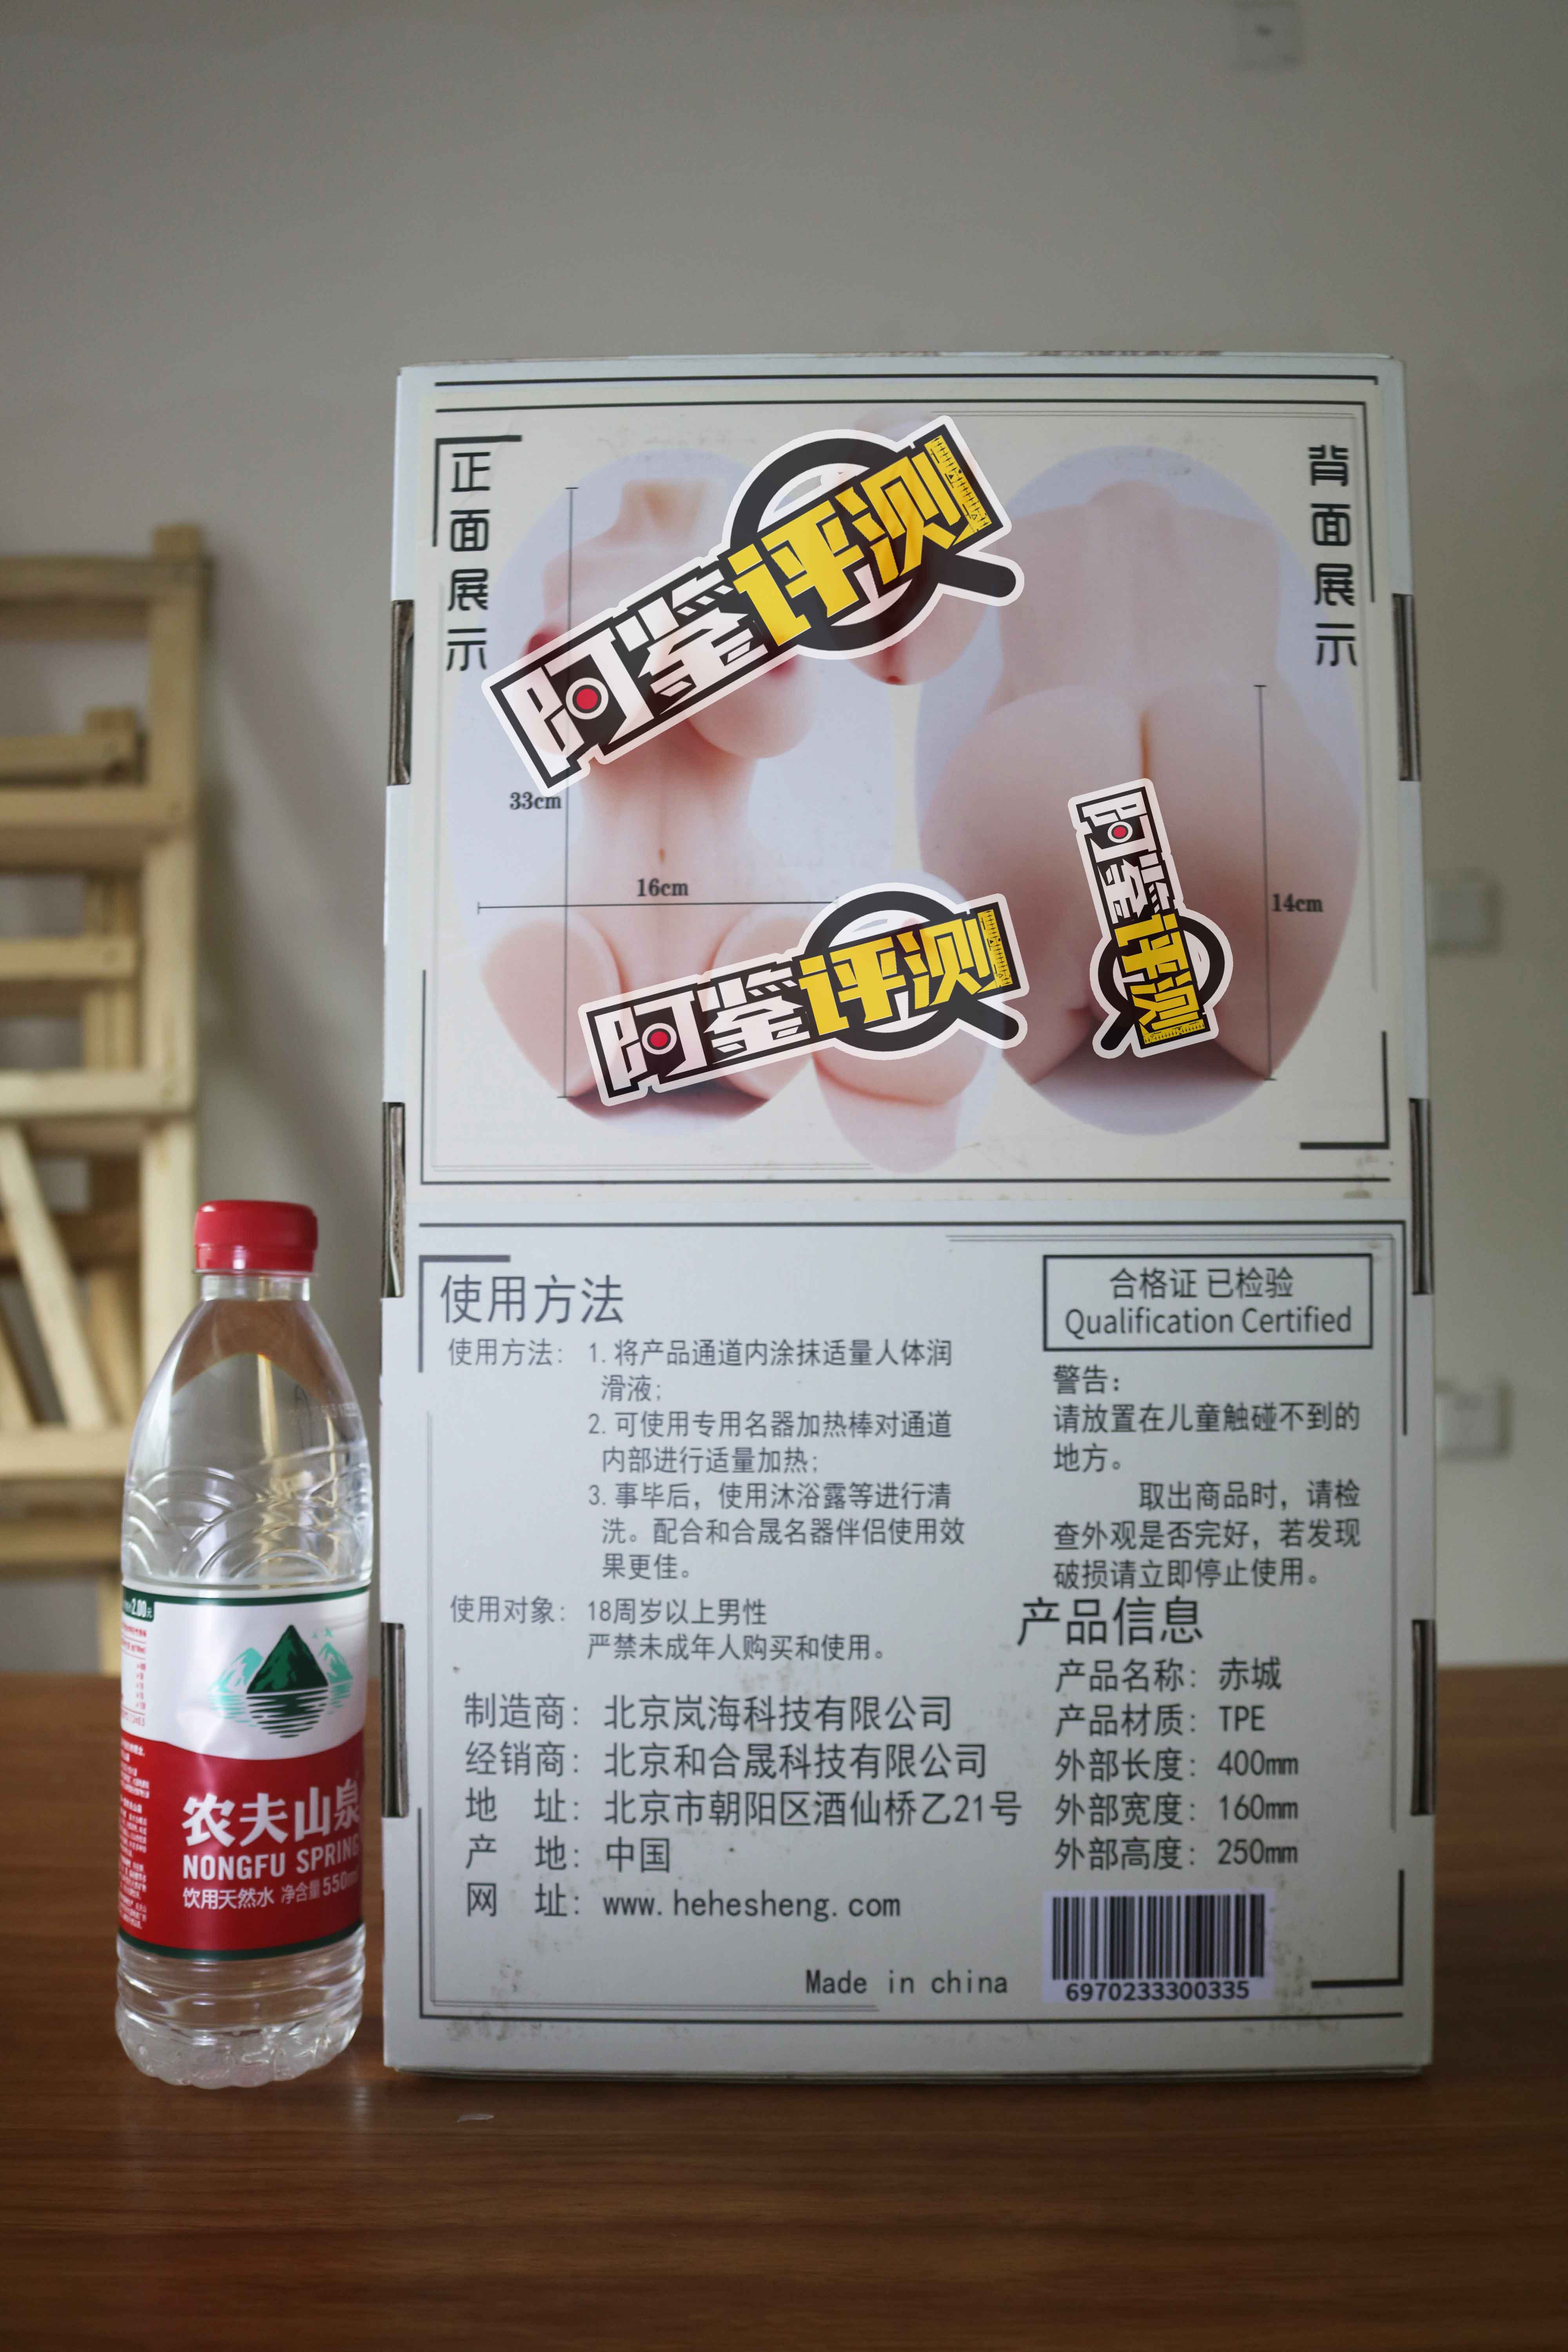 正面展示
背面展示
阿鉴评测
33cm
16cm
14cm
阿鉴评测
阿鉴评测
使用方法
使用方法: 1.将产品通道内涂抹适量人体润
滑液;
2.可使用专用名器加热棒对通道
内部进行适量加热;
3.事毕后，使用沐浴露等进行清
洗。配合和合晟名器伴侣使用效
果更佳。
使用对象: 18周岁以上男性
严禁未成年人购买和使用。
制造商: 北京岚海科技有限公司
经销商: 北京和合晟科技有限公司
地 址: 北京市朝阳区酒仙桥乙21号
产 地: 中国
网 址: www.hehesheng.com
Made in china
合格证 已检验
Qualification Certified
警告:
请放置在儿童触碰不到的
地方。
取出商品时，请检
查外观是否完好，若发现
破损请立即停止使用。
产品信息
产品名称: 赤城
产品材质: TPE
外部长度: 400mm
外部宽度: 160mm
外部高度: 250mm
6970233300335
2.00元
农夫山泉
NONGFU SPRING
饮用天然水 净含量 550ml